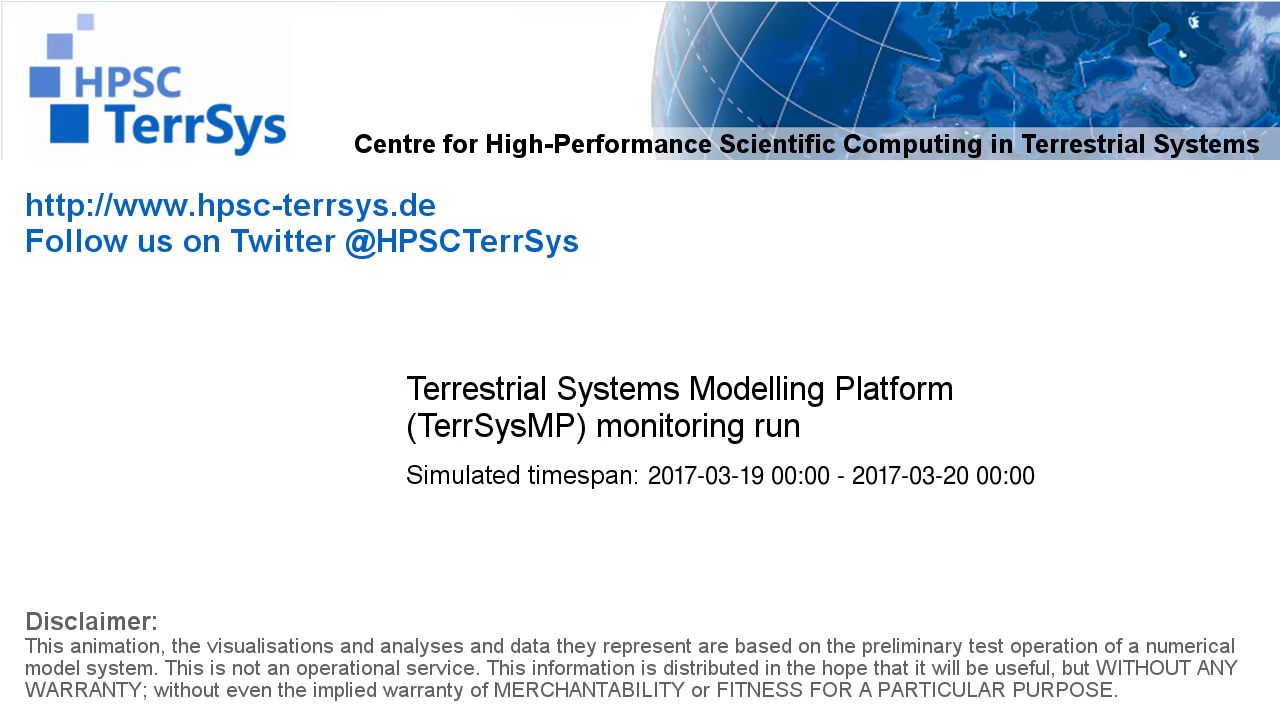 HPSC
TerrSys
Centre for High-Performance Scientific Computing in Terrestrial Systems
http://www.hpsc-terrsys.de
Follow us on Twitter @HPSCTerrSys
Terrestrial Systems Modelling Platform
(TerrSysMP) monitoring run
Simulated timespan: 2017-03-19 00:00 - 2017-03-20 00:00
Disclaimer:
This animation, the visualisations and analyses and data they represent are based on the preliminary test operation of a numerical
model system. This is not an operational service. This information is distributed in the hope that it will be useful, but WITHOUT ANY
WARRANTY; without even the implied warranty of MERCHANTABILITY or FITNESS FOR A PARTICULAR PURPOSE.